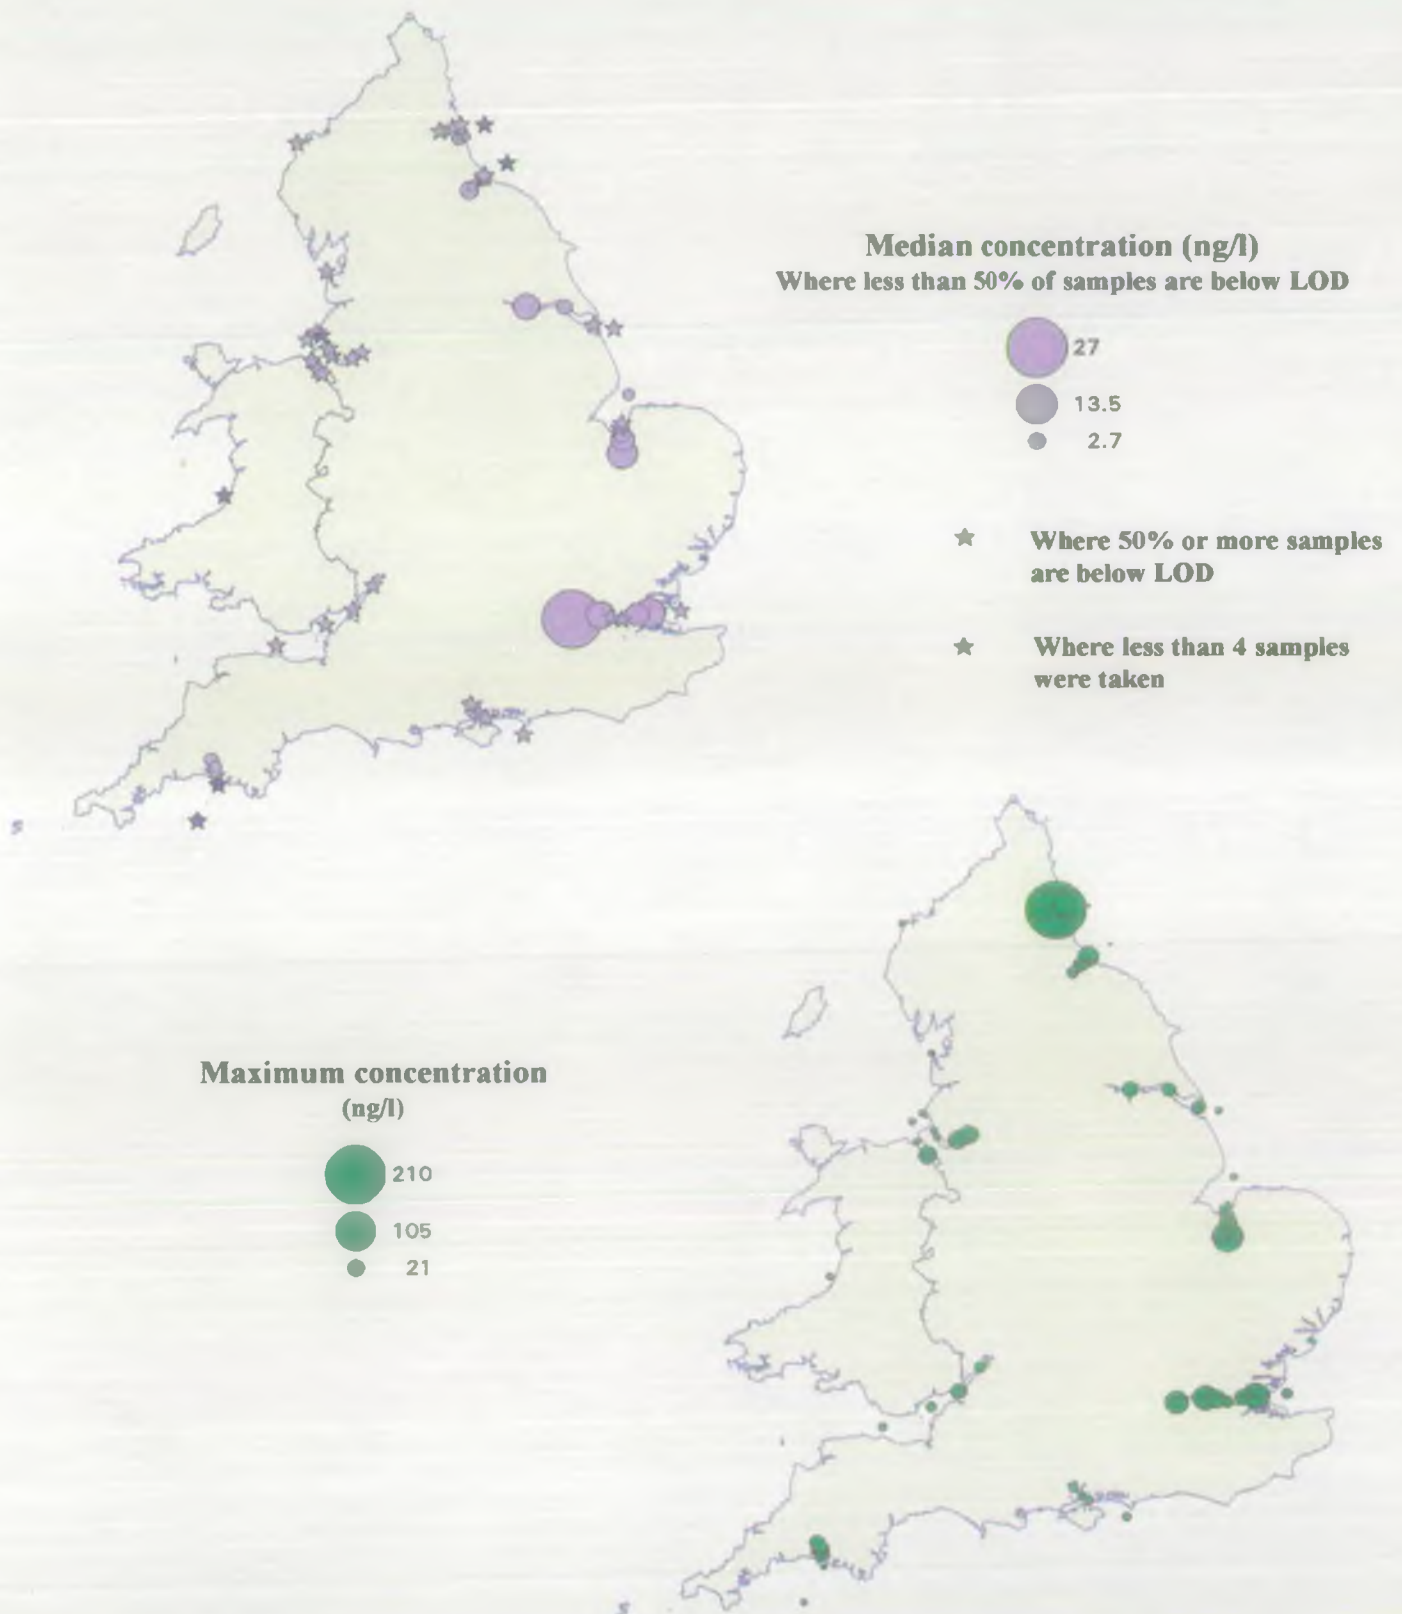 Median concentration (ng/l)
Where less than 50% of samples are below LOD
27
13.5
2.7
Where 50% or more samples
are below LOD
Where less than 4 samples
were taken
Maximum concentration
(ng/l)
210
105
21